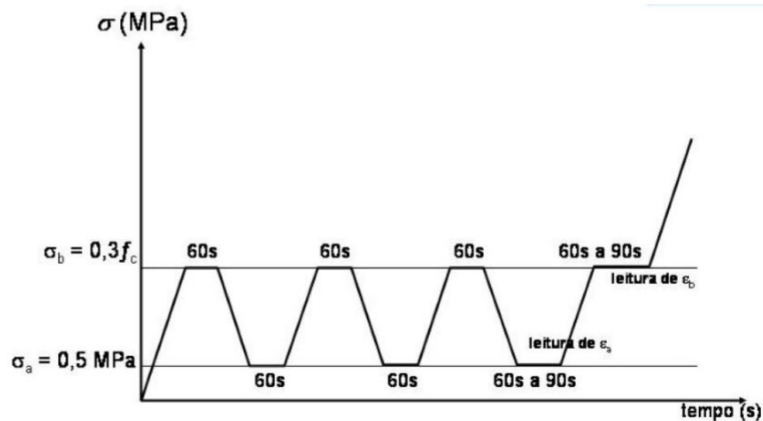 σ (MPa)
σb = 0,3fc
60s
60s
60s
60s a 90s
leitura de εb
leitura de εa
σa = 0,5 MPa
60s
60s
60s a 90s
tempo (s)